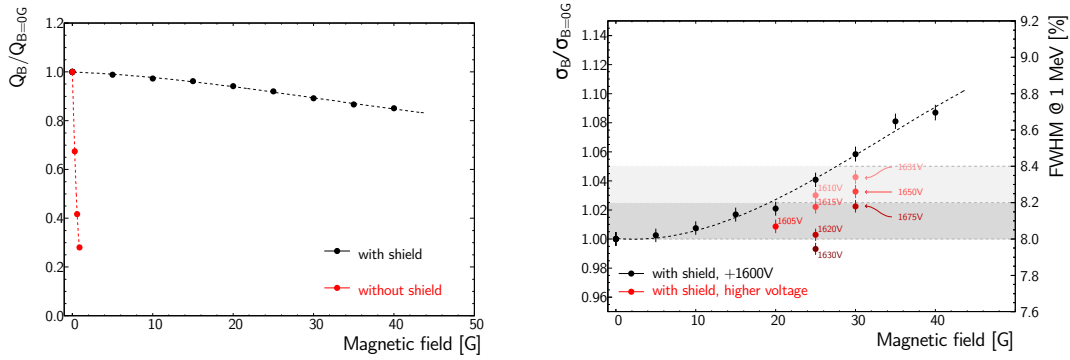 Q_B/Q_B=0G
1.2
1.0
0.8
0.6
0.4
0.2
0.0
with shield
without shield
0 10 20 30 40 50
Magnetic field [G]
σ_B/σ_B=0G
1.14
1.12
1.10
1.08
1.06
1.04
1.02
1.00
0.98
0.96
1605V
1610V
1615V
1620V
1630V
1631V
1650V
1675V
with shield, +1600V
with shield, higher voltage
0 10 20 30 40
Magnetic field [G]
9.2
9.0
8.8
8.6
8.4
8.2
8.0
7.8
7.6
FWHM @ 1 MeV [%]